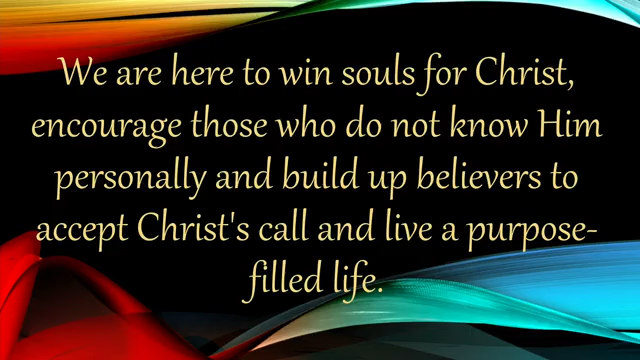 We are here to win souls for Christ,
encourage those who do not know Him
personally and build up believers to
accept Christ's call and live a purpose-
filled life.